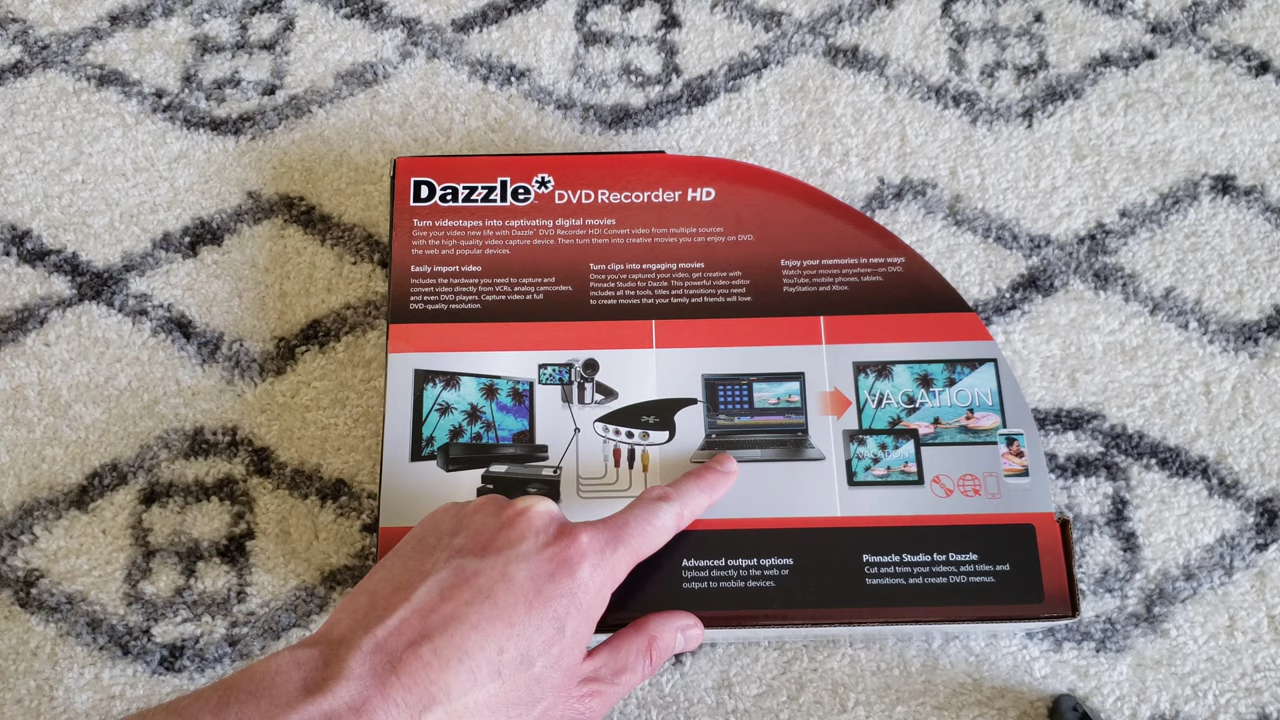 Dazzle* DVD Recorder HD
Turn videotapes into captivating digital movies
Give your video new life with Dazzle* DVD Recorder HD! Convert video from multiple sources
with the high-quality video capture device. Then turn them into creative movies you can enjoy on DVD,
the web and popular devices.
Easily import video
Includes the hardware you need to capture and
convert video directly from VCRs, analog camcorders,
and even DVD players. Capture video at full
DVD-quality resolution.
Turn clips into engaging movies
Once you've captured your video, get creative with
Pinnacle Studio for Dazzle. This powerful video-editor
includes all the tools, titles and transitions you need
to create movies that your family and friends will love.
Enjoy your memories in new ways
Watch your movies anywhere—on DVD,
YouTube, mobile phones, tablets,
PlayStation and Xbox.
VACATION
VACATION
Advanced output options
Upload directly to the web or
output to mobile devices.
Pinnacle Studio for Dazzle
Cut and trim your videos, add titles and
transitions, and create DVD menus.